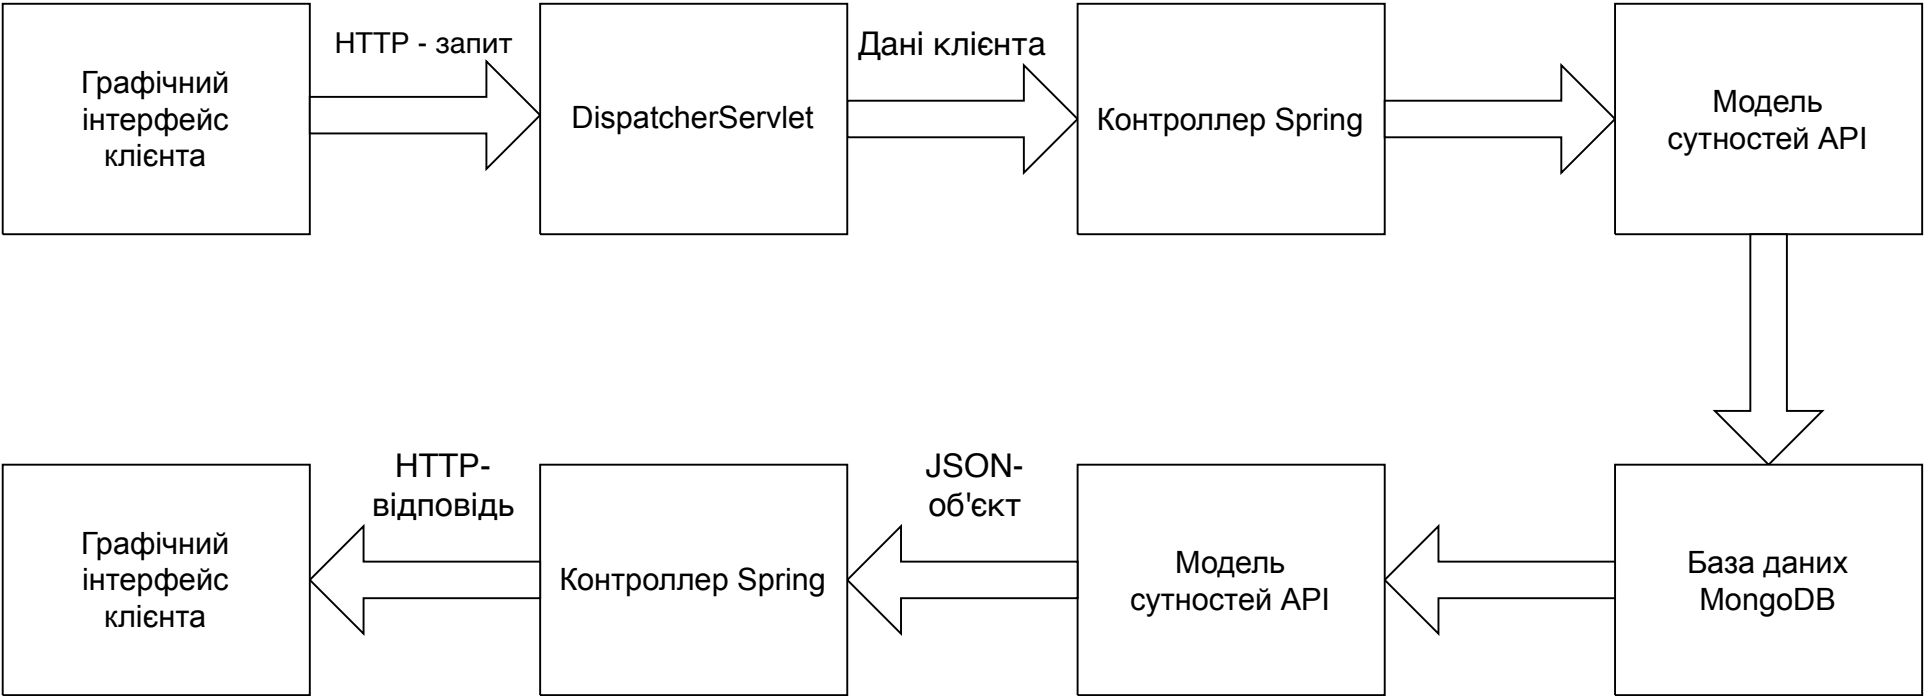 Графічний
інтерфейс
клієнта
HTTP - запит
DispatcherServlet
Дані клієнта
Контроллер Spring
Модель
сутностей API
Графічний
інтерфейс
клієнта
HTTP-
відповідь
Контроллер Spring
JSON-
об'єкт
Модель
сутностей API
База даних
MongoDB